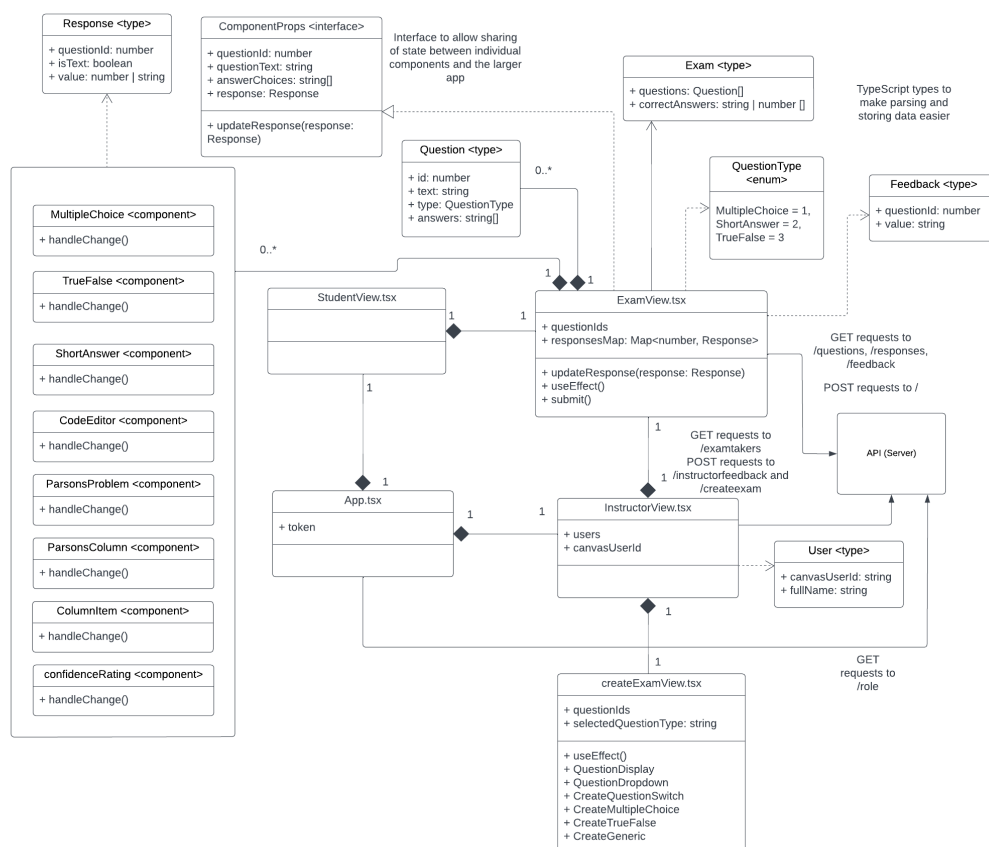 Response <type>
+ questionId: number
+ isText: boolean
+ value: number | string
ComponentProps <interface>
+ questionId: number
+ questionText: string
+ answerChoices: string[]
+ response: Response
+ updateResponse(response:
Response)
Interface to allow sharing
of state between individual
components and the larger
app
Exam <type>
+ questions: Question[]
+ correctAnswers: string | number []
TypeScript types to
make parsing and
storing data easier
Question <type>
+ id: number
+ text: string
+ type: QuestionType
+ answers: string[]
0..*
QuestionType
<enum>
MultipleChoice = 1,
ShortAnswer = 2,
TrueFalse = 3
Feedback <type>
+ questionId: number
+ value: string
MultipleChoice <component>
+ handleChange()
TrueFalse <component>
+ handleChange()
ShortAnswer <component>
+ handleChange()
CodeEditor <component>
+ handleChange()
ParsonsProblem <component>
+ handleChange()
ParsonsColumn <component>
+ handleChange()
ColumnItem <component>
+ handleChange()
confidenceRating <component>
+ handleChange()
0..*
1
1
StudentView.tsx
1
1
1
ExamView.tsx
+ questionIds
+ responsesMap: Map<number, Response>
+ updateResponse(response: Response)
+ useEffect()
+ submit()
1
GET requests to
/questions, /responses,
/feedback
POST requests to /
GET requests to
/examtakers
POST requests to
/instructorfeedback and
/createexam
API (Server)
1
1
App.tsx
+ token
1
1
InstructorView.tsx
+ users
+ canvasUserId
User <type>
+ canvasUserId: string
+ fullName: string
1
1
GET
requests to
/role
createExamView.tsx
+ questionIds
+ selectedQuestionType: string
+ useEffect()
+ QuestionDisplay
+ QuestionDropdown
+ CreateQuestionSwitch
+ CreateMultipleChoice
+ CreateTrueFalse
+ CreateGeneric